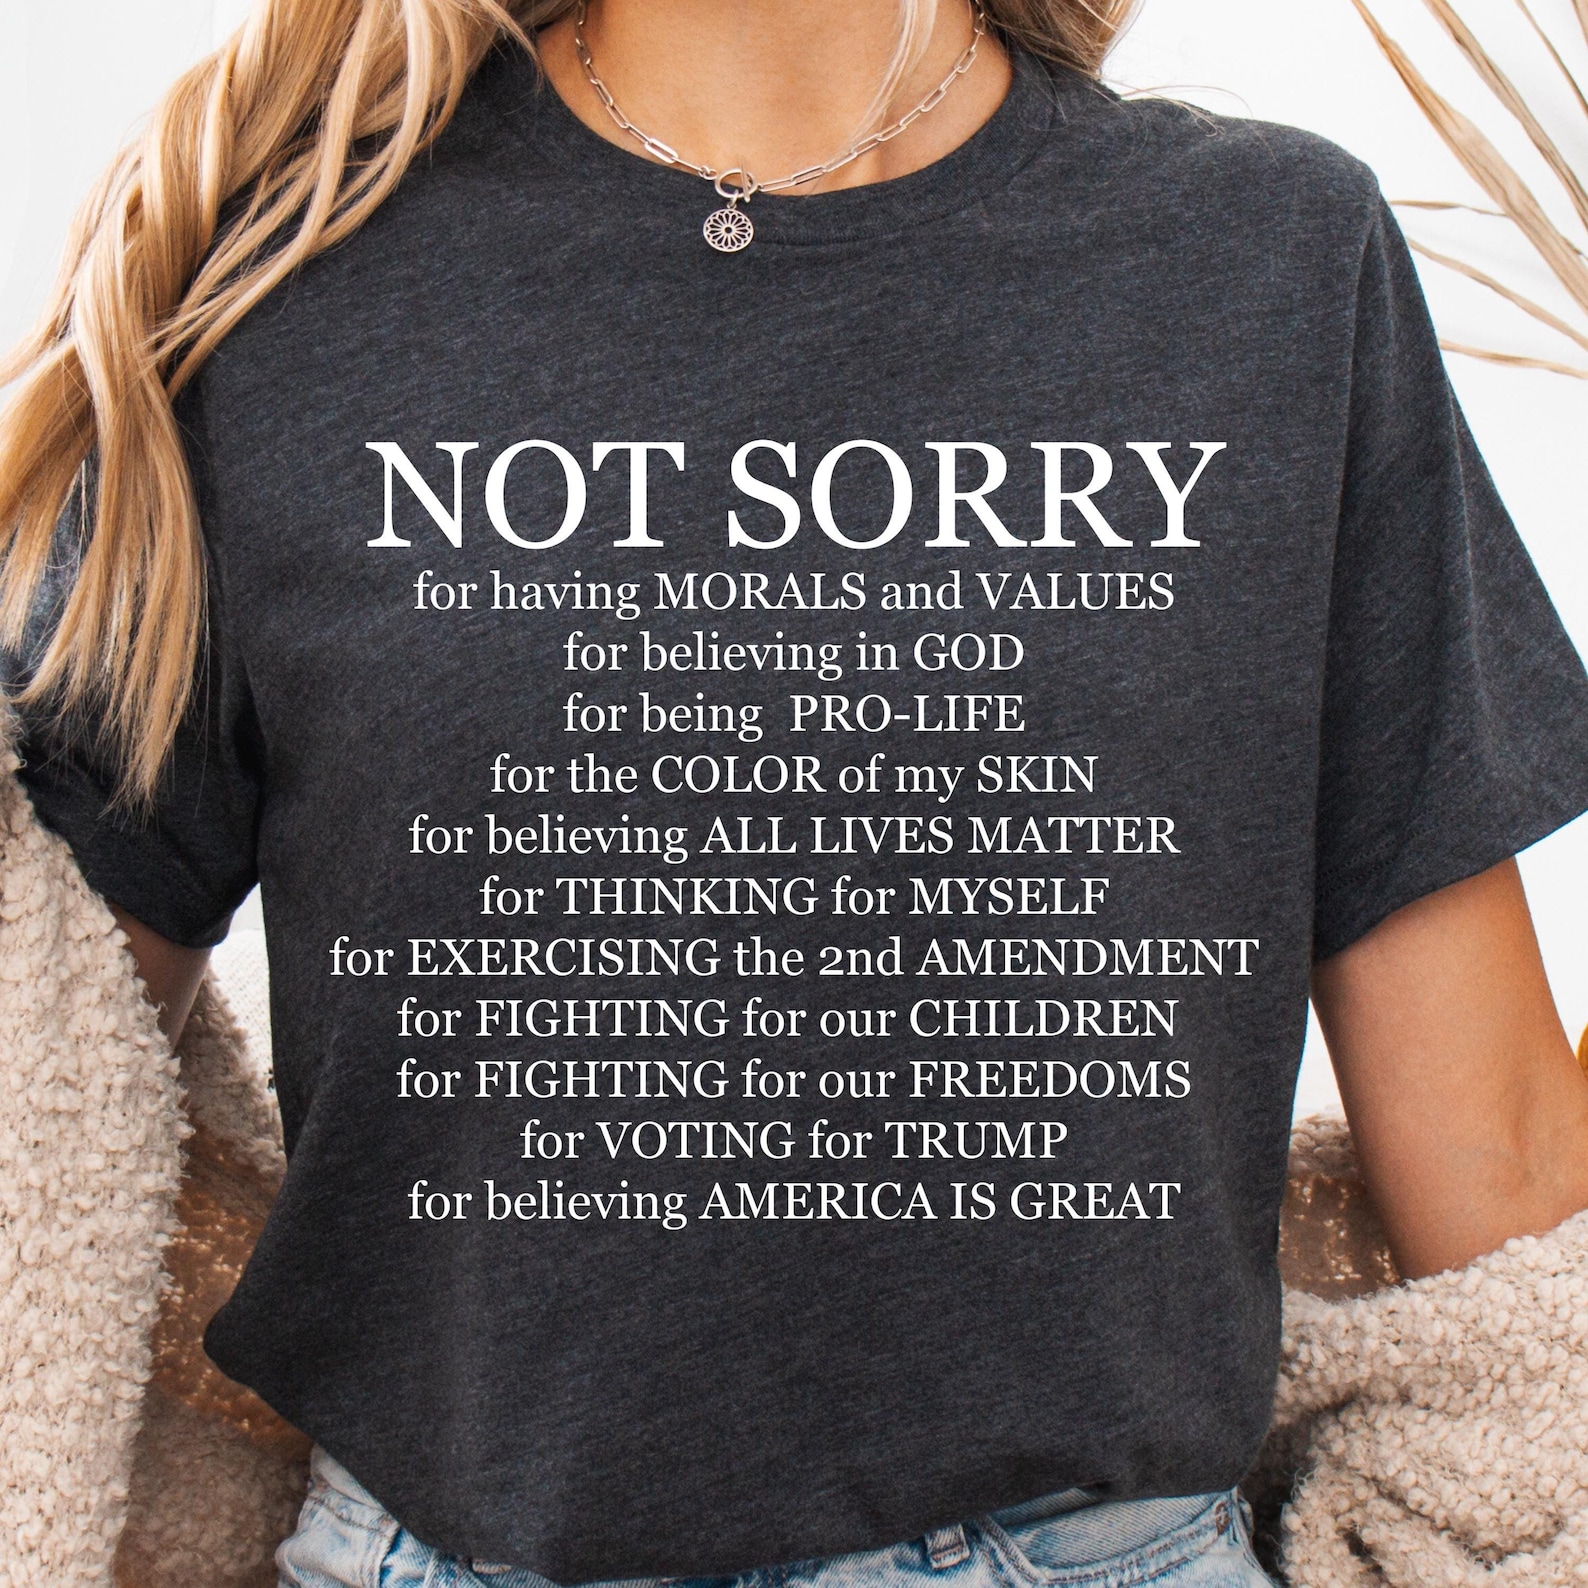 NOT SORRY
for having MORALS and VALUES
for believing in GOD
for being PRO-LIFE
for the COLOR of my SKIN
for believing ALL LIVES MATTER
for THINKING for MYSELF
for EXERCISING the 2nd AMENDMENT
for FIGHTING for our CHILDREN
for FIGHTING for our FREEDOMS
for VOTING for TRUMP
for believing AMERICA IS GREAT